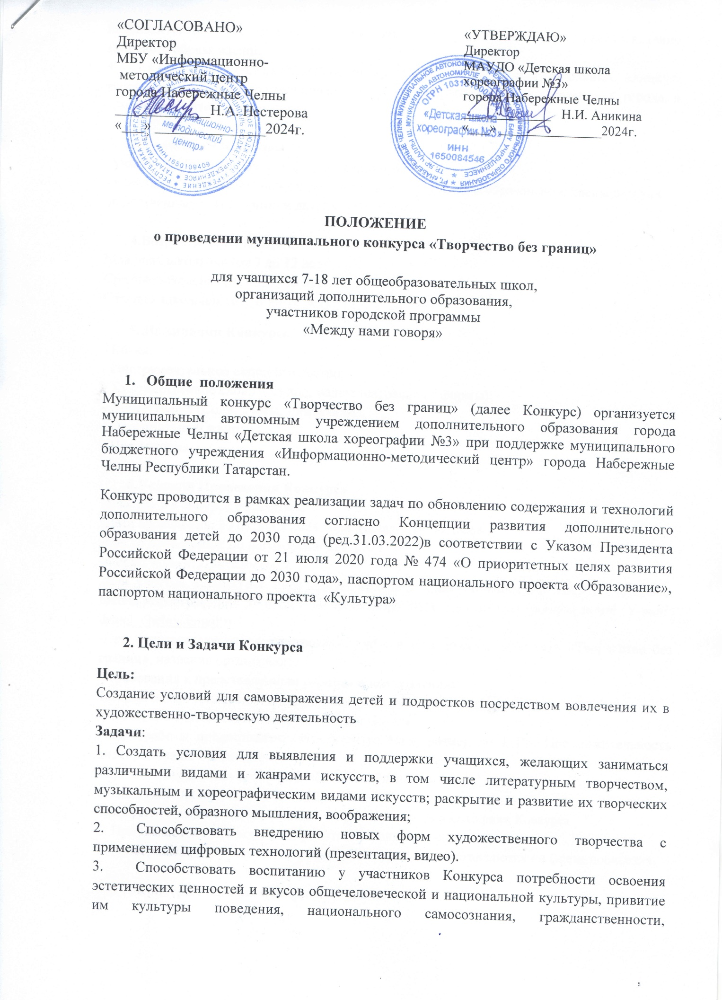 «СОГЛАСОВАНО»
Директор
МБУ «Информационно-
методический центр
города Набережные Челны
_____________Н.А. Нестерова
«___» _______________2024г.
«УТВЕРЖДАЮ»
Директор
МАУДО «Детская школа
хореографии №3»
города Набережные Челны
____________ Н.И. Аникина
«___» ______________2024г.
«Информационно-
методический
центр»
ИНН 1650109409
«Детская школа
хореографии №3»
ИНН
1650084546
ПОЛОЖЕНИЕ
о проведении муниципального конкурса «Творчество без границ»
для учащихся 7-18 лет общеобразовательных школ,
организаций дополнительного образования,
участников городской программы
«Между нами говоря»
1. Общие положения
Муниципальный конкурс «Творчество без границ» (далее Конкурс) организуется
муниципальным автономным учреждением дополнительного образования города
Набережные Челны «Детская школа хореографии №3» при поддержке муниципального
бюджетного учреждения «Информационно-методический центр» города Набережные
Челны Республики Татарстан.
Конкурс проводится в рамках реализации задач по обновлению содержания и технологий
дополнительного образования согласно Концепции развития дополнительного
образования детей до 2030 года (ред.31.03.2022)в соответствии с Указом Президента
Российской Федерации от 21 июля 2020 года № 474 «О приоритетных целях развития
Российской Федерации до 2030 года», паспортом национального проекта «Образование»,
паспортом национального проекта «Культура»
2. Цели и Задачи Конкурса
Цель:
Создание условий для самовыражения детей и подростков посредством вовлечения их в
художественно-творческую деятельность
Задачи:
1. Создать условия для выявления и поддержки учащихся, желающих заниматься
различными видами и жанрами искусств, в том числе литературным творчеством,
музыкальным и хореографическим видами искусств; раскрытие и развитие их творческих
способностей, образного мышления, воображения;
2. Способствовать внедрению новых форм художественного творчества с
применением цифровых технологий (презентация, видео).
3. Способствовать воспитанию у участников Конкурса потребности освоения
эстетических ценностей и вкусов общечеловеческой и национальной культуры, привитие
им культуры поведения, национального самосознания, гражданственности,